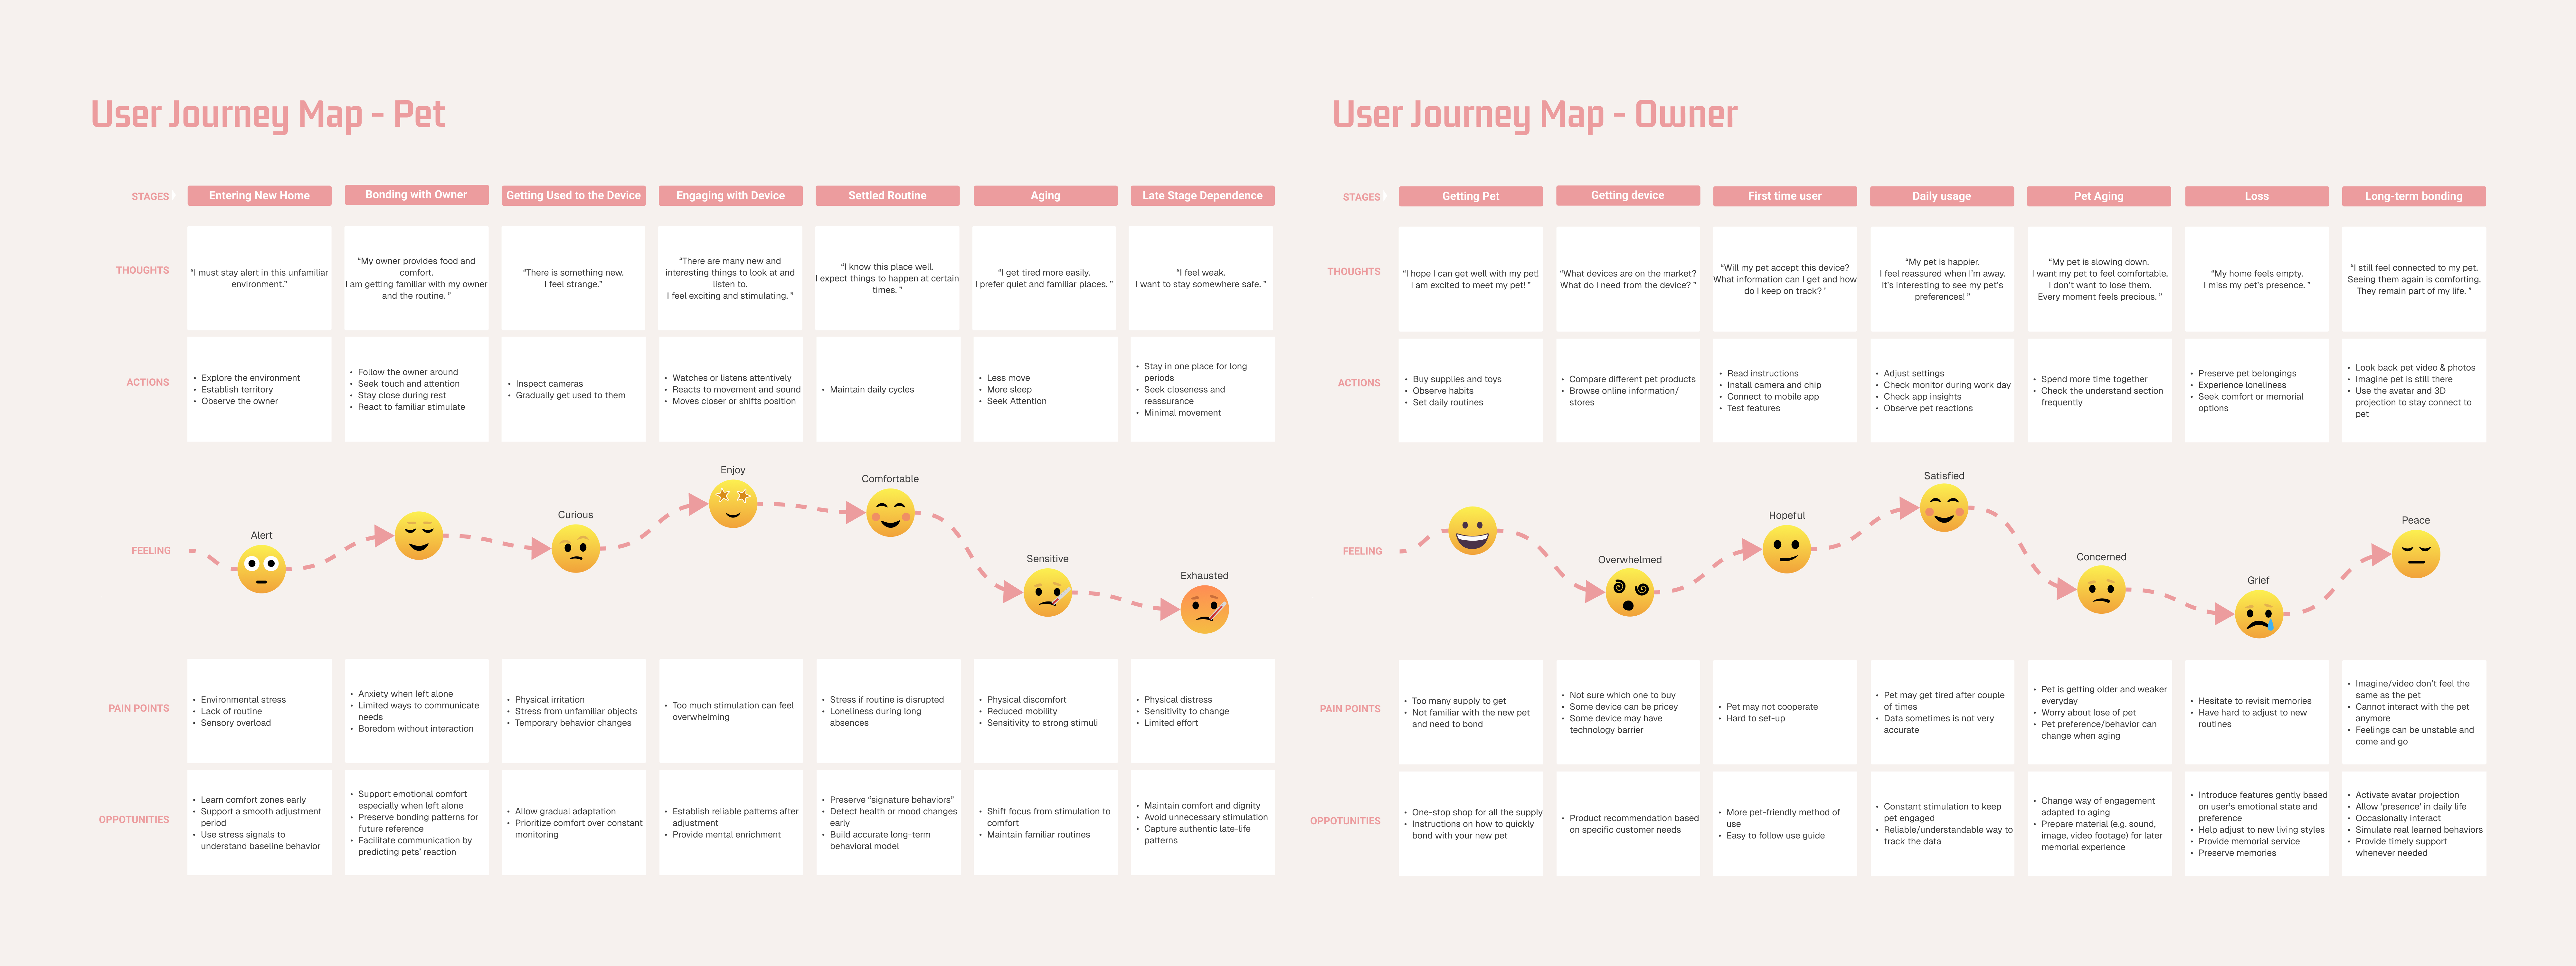 User Journey Map - Pet
STAGES
Entering New Home
Bonding with Owner
Getting Used to the Device
Engaging with Device
Settled Routine
Aging
Late Stage Dependence
THOUGHTS
“I must stay alert in this unfamiliar
environment.”
“My owner provides food and
comfort.
I am getting familiar with my owner
and the routine. ”
“There is something new.
I feel strange.”
“There are many new and
interesting things to look at and
listen to.
I feel exciting and stimulating. ”
“I know this place well.
I expect things to happen at certain
times. ”
“I get tired more easily.
I prefer quiet and familiar places. ”
“I feel weak.
I want to stay somewhere safe. ”
ACTIONS
• Explore the environment
• Establish territory
• Observe the owner
• Follow the owner around
• Seek touch and attention
• Stay close during rest
• React to familiar stimulate
• Inspect cameras
• Gradually get used to them
• Watches or listens attentively
• Reacts to movement and sound
• Moves closer or shifts position
• Maintain daily cycles
• Less move
• More sleep
• Seek Attention
• Stay in one place for long
periods
• Seek closeness and
reassurance
• Minimal movement
FEELING
Alert
Curious
Enjoy
Comfortable
Sensitive
Exhausted
PAIN POINTS
• Environmental stress
• Lack of routine
• Sensory overload
• Anxiety when left alone
• Limited ways to communicate
needs
• Boredom without interaction
• Physical irritation
• Stress from unfamiliar objects
• Temporary behavior changes
• Too much stimulation can feel
overwhelming
• Stress if routine is disrupted
• Loneliness during long
absences
• Physical discomfort
• Reduced mobility
• Sensitivity to strong stimuli
• Physical distress
• Sensitivity to change
• Limited effort
OPPOTUNITIES
• Learn comfort zones early
• Support a smooth adjustment
period
• Use stress signals to
understand baseline behavior
• Support emotional comfort
especially when left alone
• Preserve bonding patterns for
future reference
• Facilitate communication by
predicting pets’ reaction
• Allow gradual adaptation
• Prioritize comfort over constant
monitoring
• Establish reliable patterns after
adjustment
• Provide mental enrichment
• Preserve “signature behaviors”
• Detect health or mood changes
early
• Build accurate long-term
behavioral model
• Shift focus from stimulation to
comfort
• Maintain familiar routines
• Maintain comfort and dignity
• Avoid unnecessary stimulation
• Capture authentic late-life
patterns
User Journey Map - Owner
STAGES
Getting Pet
Getting device
First time user
Daily usage
Pet Aging
Loss
Long-term bonding
THOUGHTS
“I hope I can get well with my pet!
I am excited to meet my pet! ”
“What devices are on the market?
What do I need from the device? ”
“Will my pet accept this device?
What information can I get and how
do I keep on track? ‘
“My pet is happier.
I feel reassured when I’m away.
It’s interesting to see my pet’s
preferences! ”
“My pet is slowing down.
I want my pet to feel comfortable.
I don’t want to lose them.
Every moment feels precious. ”
“My home feels empty.
I miss my pet’s presence. ”
“I still feel connected to my pet.
Seeing them again is comforting.
They remain part of my life. ”
ACTIONS
• Buy supplies and toys
• Observe habits
• Set daily routines
• Compare different pet products
• Browse online information/
stores
• Read instructions
• Install camera and chip
• Connect to mobile app
• Test features
• Adjust settings
• Check monitor during work day
• Check app insights
• Observe pet reactions
• Spend more time together
• Check the understand section
frequently
• Preserve pet belongings
• Experience loneliness
• Seek comfort or memorial
options
• Look back pet video & photos
• Imagine pet is still there
• Use the avatar and 3D
projection to stay connect to
pet
FEELING
Overwhelmed
Hopeful
Satisfied
Concerned
Grief
Peace
PAIN POINTS
• Too many supply to get
• Not familiar with the new pet
and need to bond
• Not sure which one to buy
• Some device can be pricey
• Some device may have
technology barrier
• Pet may not cooperate
• Hard to set-up
• Pet may get tired after couple
of times
• Data sometimes is not very
accurate
• Pet is getting older and weaker
everyday
• Worry about lose of pet
• Pet preference/behavior can
change when aging
• Hesitate to revisit memories
• Have hard to adjust to new
routines
• Imagine/video don’t feel the
same as the pet
• Cannot interact with the pet
anymore
• Feelings can be unstable and
come and go
OPPOTUNITIES
• One-stop shop for all the supply
• Instructions on how to quickly
bond with your new pet
• Product recommendation based
on specific customer needs
• More pet-friendly method of
use
• Easy to follow use guide
• Constant stimulation to keep
pet engaged
• Reliable/understandable way to
track the data
• Change way of engagement
adapted to aging
• Prepare material (e.g. sound,
image, video footage) for later
memorial experience
• Introduce features gently based
on user’s emotional state and
preference
• Help adjust to new living styles
• Provide memorial service
• Preserve memories
• Activate avatar projection
• Allow ‘presence’ in daily life
• Occasionally interact
• Simulate real learned behaviors
• Provide timely support
whenever needed